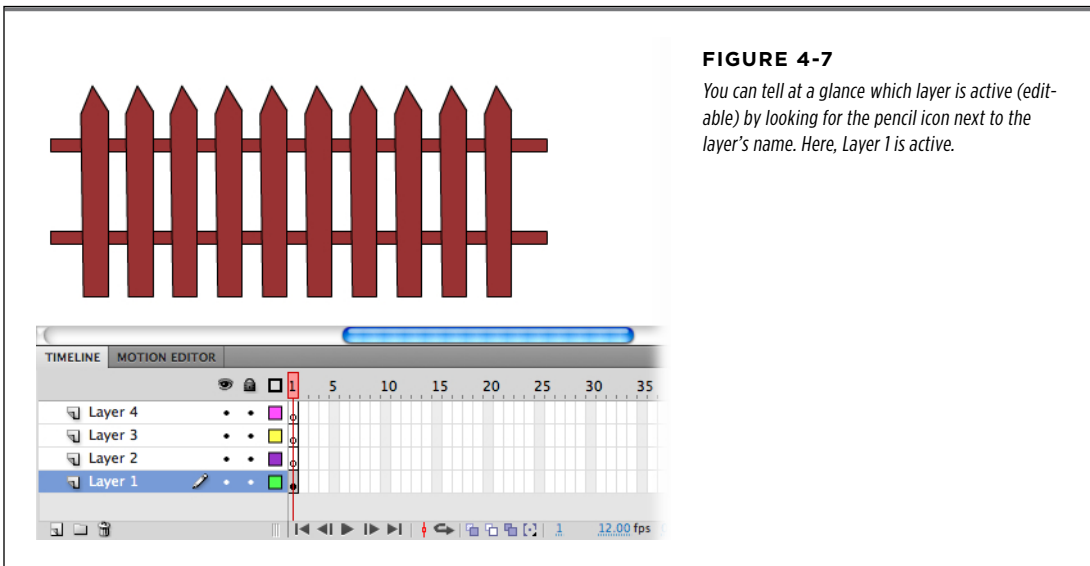 FIGURE 4-7
You can tell at a glance which layer is active (edit-
able) by looking for the pencil icon next to the
layer's name. Here, Layer 1 is active.
TIMELINE MOTION EDITOR
1 5 10 15 20 25 30 35
Layer 4
Layer 3
Layer 2
Layer 1
1 12.00 fps